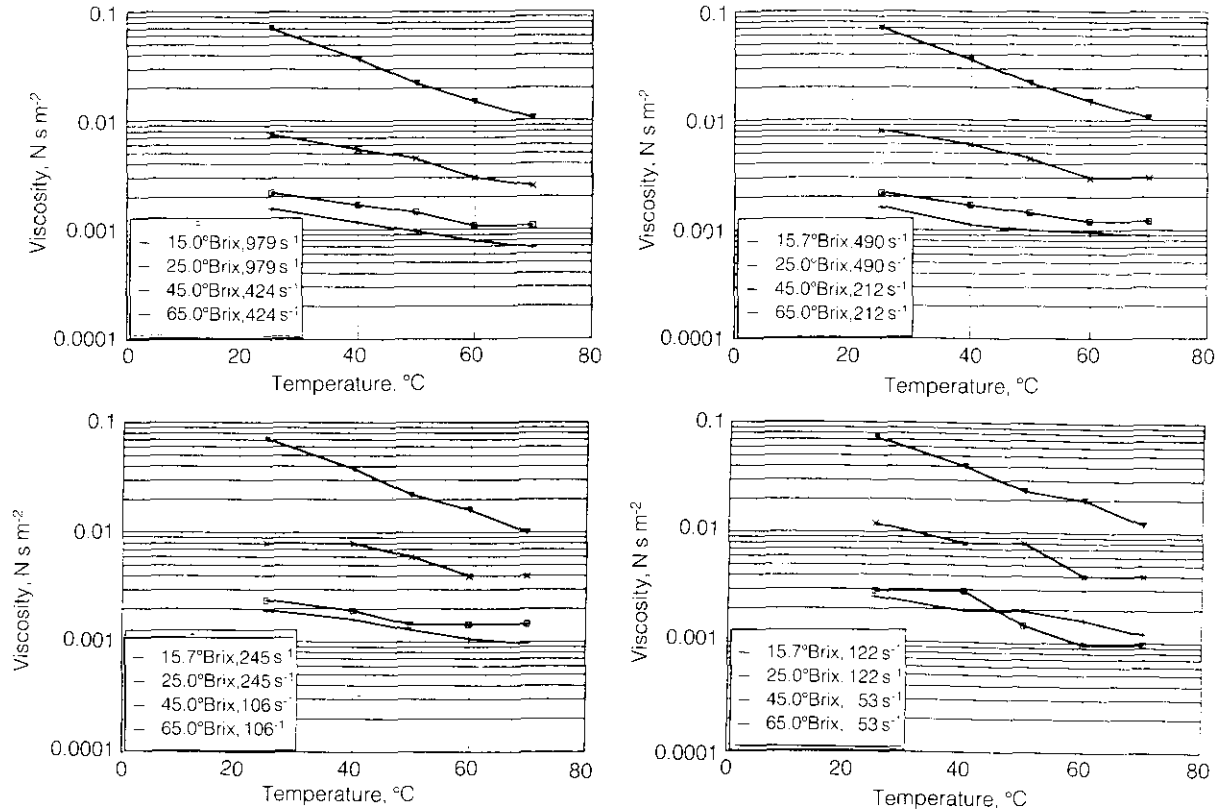 0.1
0.01
0.001
0.0001
Viscosity, N s m⁻²
– 15.0°Brix,979 s⁻¹
– 25.0°Brix,979 s⁻¹
– 45.0°Brix,424 s⁻¹
– 65.0°Brix,424 s⁻¹
0 20 40 60 80
Temperature. °C
0.1
0.01
0.001
0.0001
Viscosity, N s m⁻²
– 15.7°Brix,490 s⁻¹
– 25.0°Brix,490 s⁻¹
– 45.0°Brix,212 s⁻¹
– 65.0°Brix,212 s⁻¹
0 20 40 60 80
Temperature, °C
0.1
0.01
0.001
0.0001
Viscosity, N s m⁻²
– 15.7°Brix,245 s⁻¹
– 25.0°Brix,245 s⁻¹
– 45.0°Brix,106 s⁻¹
– 65.0°Brix, 106⁻¹
0 20 40 60 80
Temperature, °C
0.1
0.01
0.001
0.0001
Viscosity, N s m⁻²
– 15.7°Brix, 122 s⁻¹
– 25.0°Brix. 122 s⁻¹
– 45.0°Brix, 53 s⁻¹
– 65.0°Brix. 53 s⁻¹
0 20 40 60 80
Temperature, °C